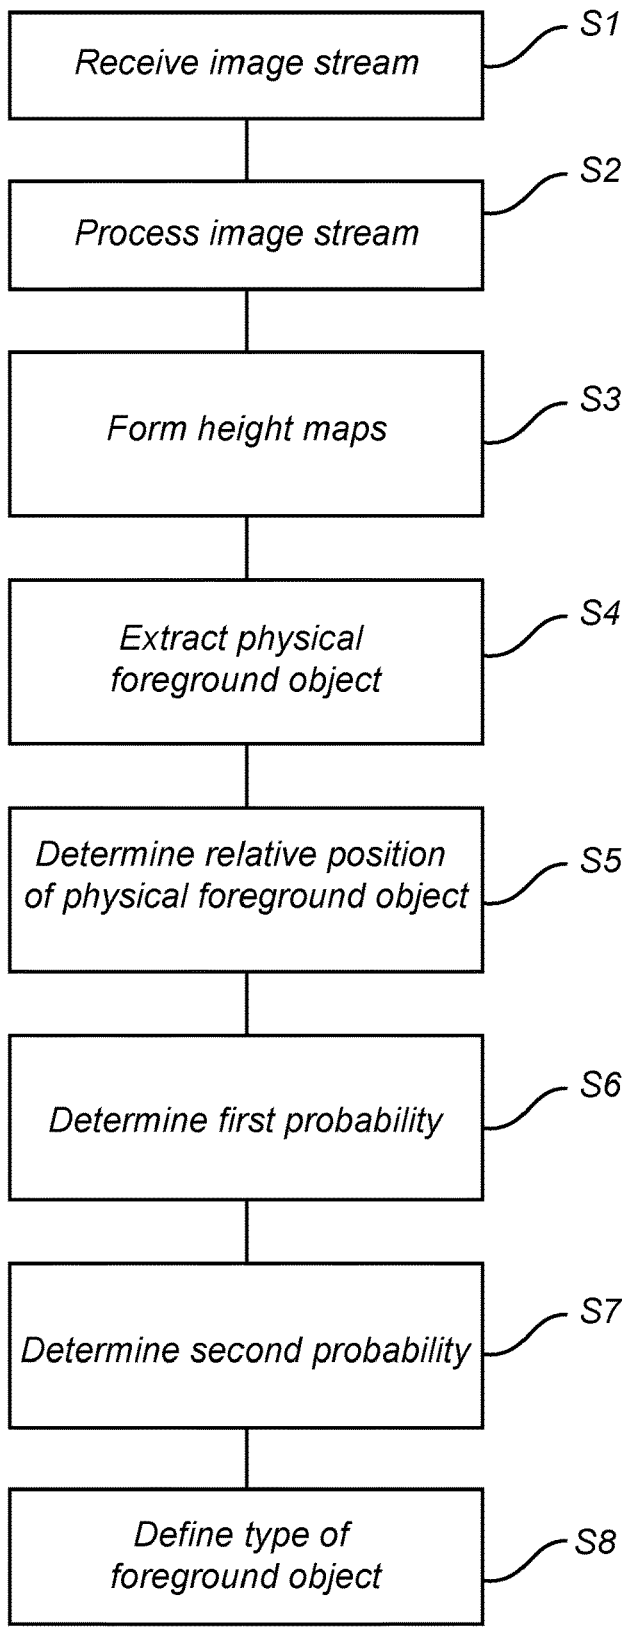 S1
Receive image stream
S2
Process image stream
S3
Form height maps
S4
Extract physical
foreground object
S5
Determine relative position
of physical foreground object
S6
Determine first probability
S7
Determine second probability
S8
Define type of
foreground object